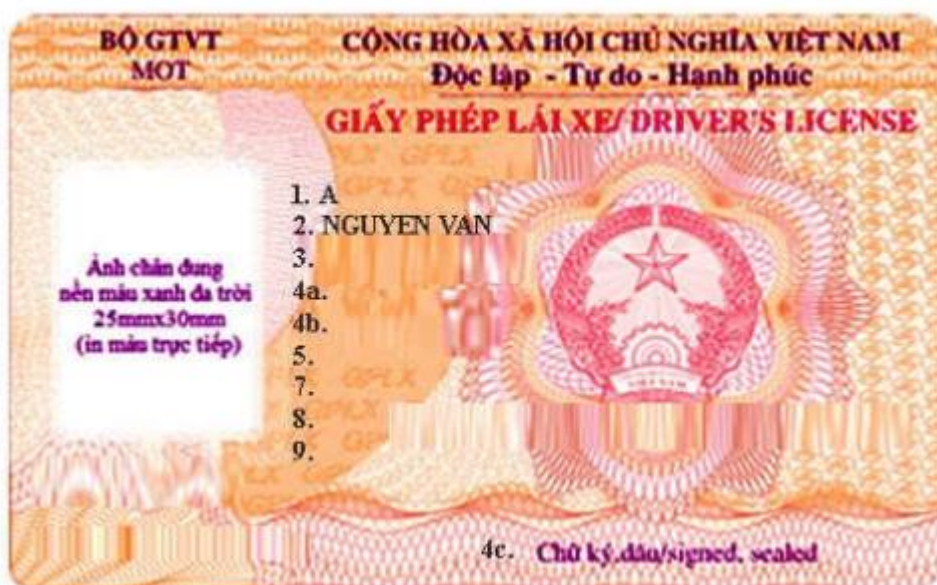 BỘ GTVT
MOT
CỘNG HÒA XÃ HỘI CHỦ NGHĨA VIỆT NAM
Độc lập - Tự do - Hạnh phúc
GIẤY PHÉP LÁI XE/ DRIVER'S LICENSE
Ảnh chân dung
nền màu xanh da trời
25mmx30mm
(in màu trực tiếp)
1. A
2. NGUYEN VAN
3.
4a.
4b.
5.
7.
8.
9.
VIỆT NAM
4c. Chữ ký,dấu/signed, sealed